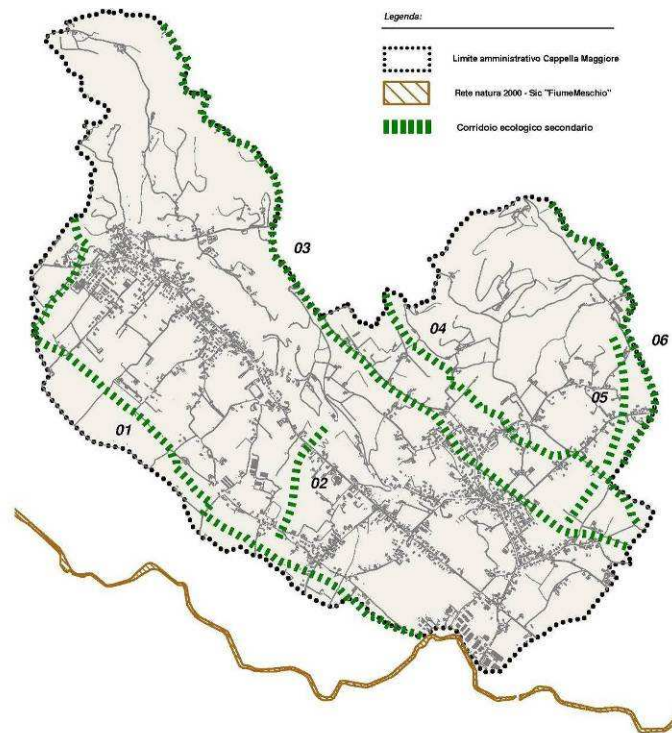 Legenda:
Limite amministrativo Cappella Maggiore
Rete natura 2000 - Sic "FiumeMeschio"
Corridoio ecologico secondario
03
04
06
05
01
02